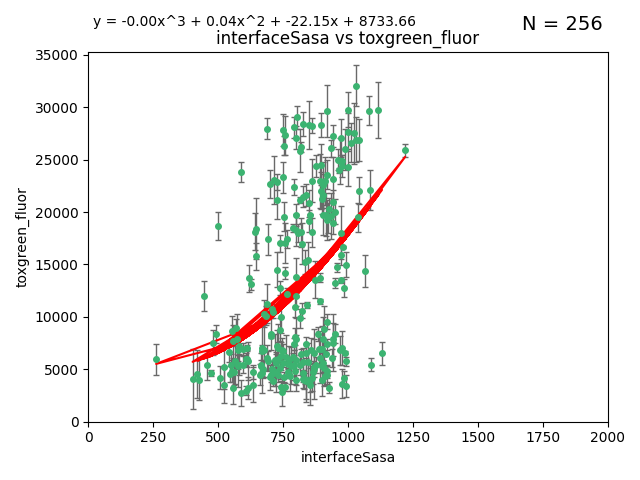 y = -0.00x^3 + 0.04x^2 + -22.15x + 8733.66
N = 256
interfaceSasa vs toxgreen_fluor
35000
30000
25000
20000
15000
10000
5000
0
toxgreen_fluor
0 250 500 750 1000 1250 1500 1750 2000
interfaceSasa